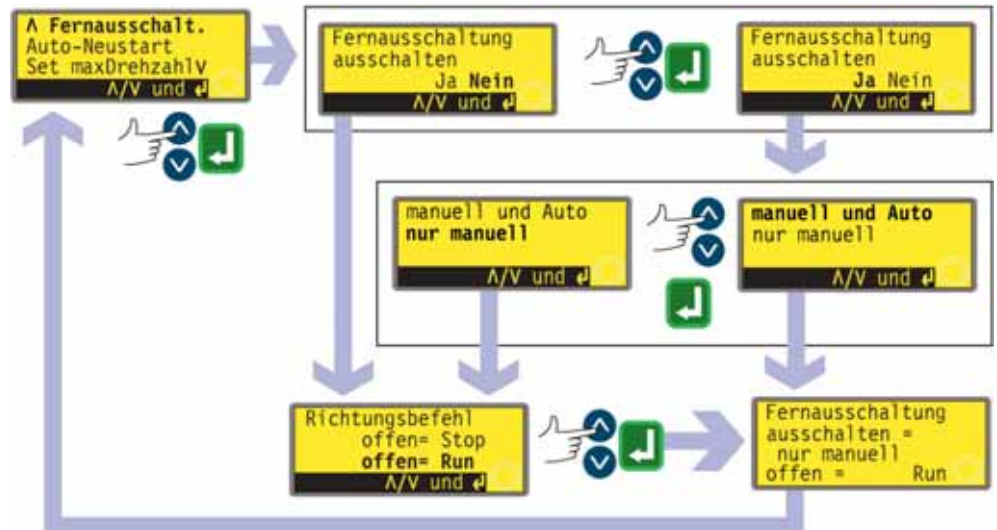 Λ Fernausschalt.
Auto-Neustart
Set maxDrehzahlV
Λ/V und ↲
Fernausschaltung
ausschalten
Ja Nein
Λ/V und ↲
Fernausschaltung
ausschalten
Ja Nein
Λ/V und ↲
manuell und Auto
nur manuell
Λ/V und ↲
manuell und Auto
nur manuell
Λ/V und ↲
Richtungsbefehl
offen= Stop
offen= Run
Λ/V und ↲
Fernausschaltung
ausschalten =
nur manuell
offen = Run